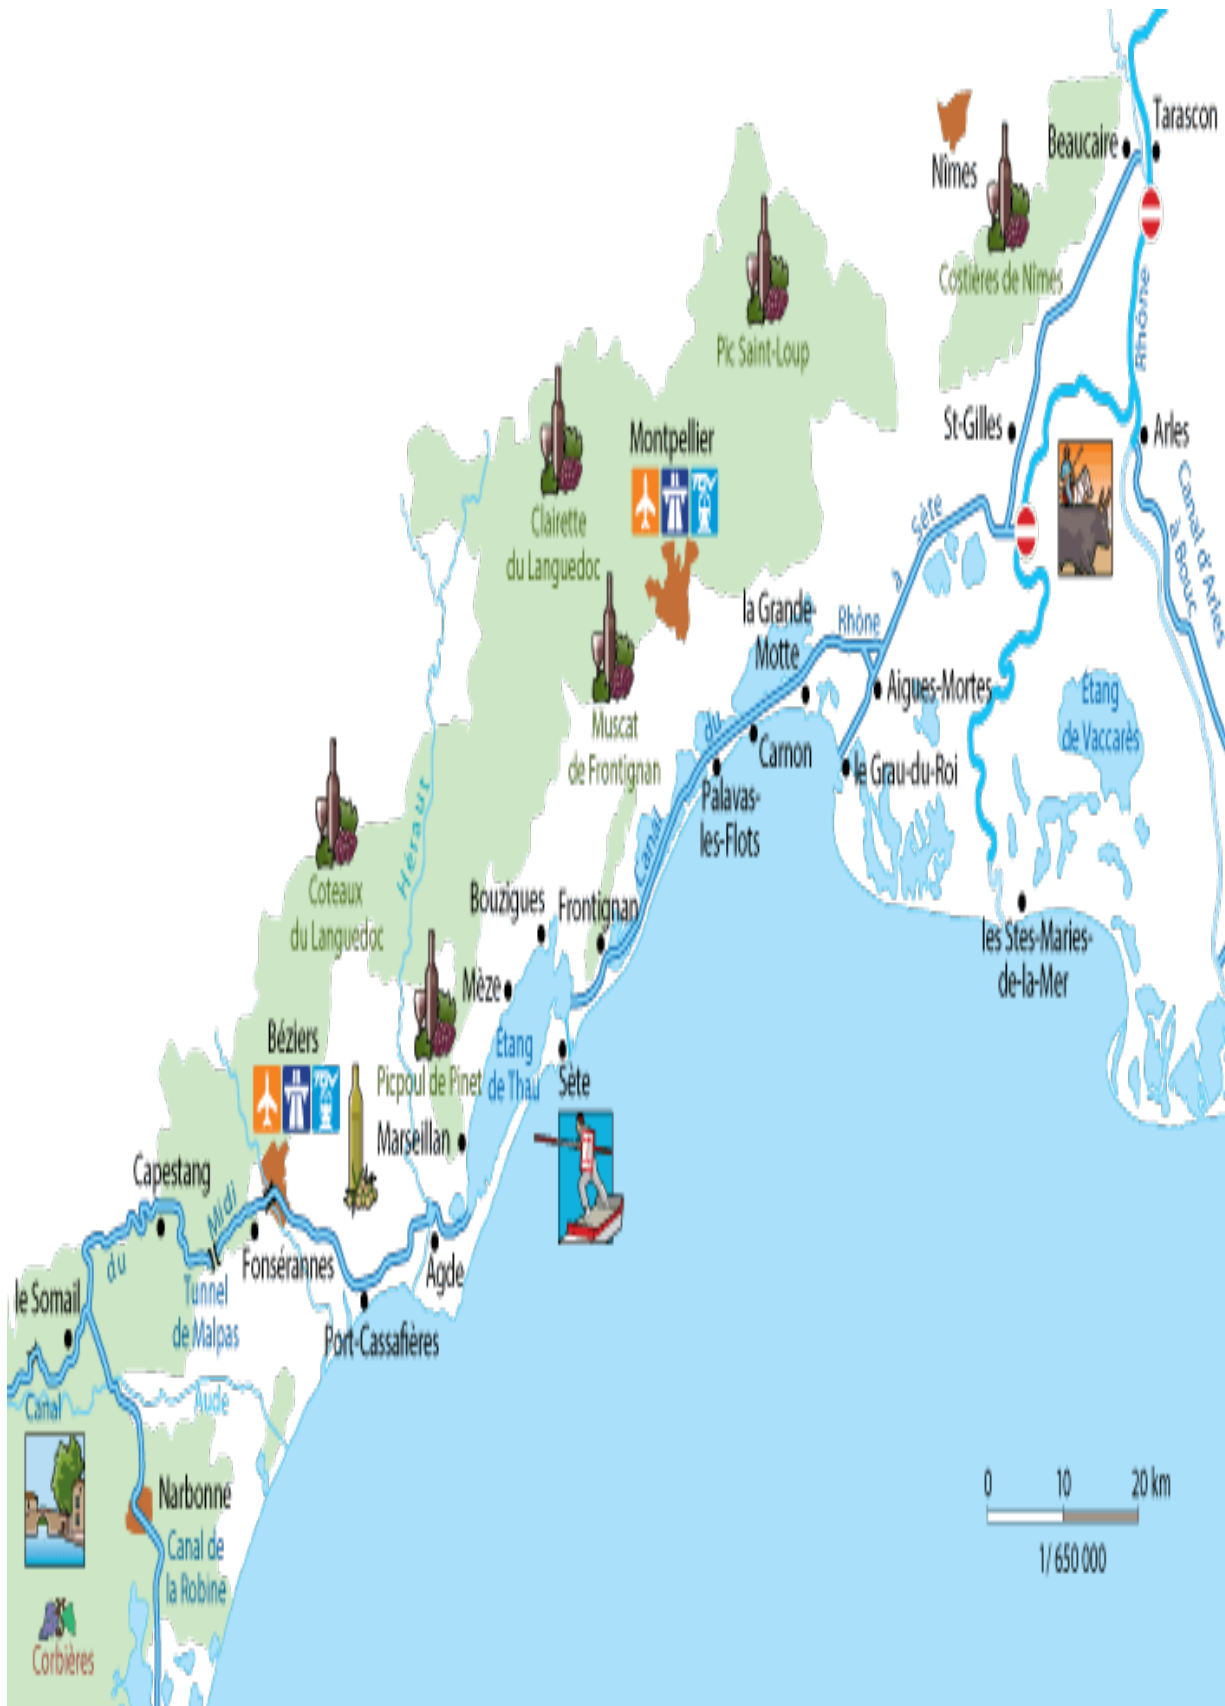 Tarascon
Beaucaire
Nîmes
Costières de Nîmes
Rhône
Pic Saint-Loup
St-Gilles
Arles
Montpellier
TGV
Clairette
du Languedoc
Canal d'Arles
à Bouc
Sète
à
Rhône
du
Canal
la Grande-
Motte
Aigues-Mortes
Étang
de Vaccarès
Muscat
de Frontignan
Carnon
le Grau-du-Roi
Palavas-
les-Flots
Hérault
Coteaux
du Languedoc
Bouzigues
Frontignan
les Stes-Maries-
de-la-Mer
Mèze
Étang
de Thau
Béziers
TGV
Picpoul de Pinet
Sète
Marseillan
Capestang
Midi
du
Fonsérannes
Agde
Tunnel
de Malpas
le Somail
Port-Cassafières
Canal
Aude
Narbonne
Canal de
la Robine
0 10 20 km
1/ 650 000
Corbières